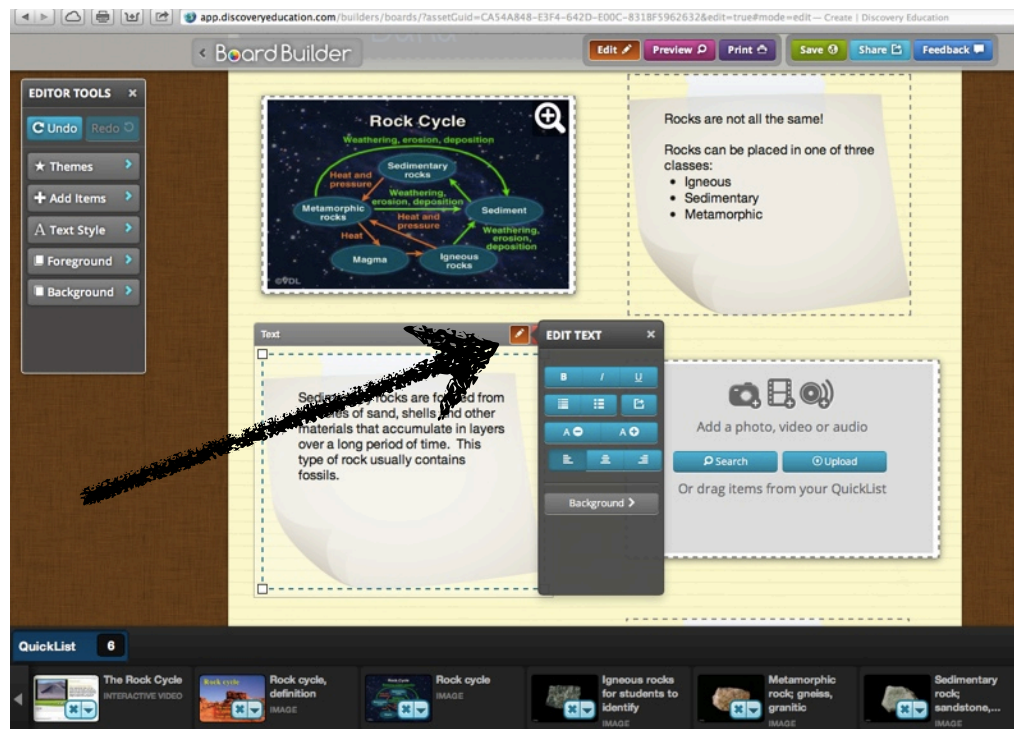 app.discoveryeducation.com/builders/boards/?assetGuid=CA54A848-E3F4-642D-E00C-831BF5962632&edit=true#mode=edit — Create | Discovery Education
BoardBuilder
Edit
Preview
Print
Save
Share
Feedback
EDITOR TOOLS ×
Undo
Redo
Themes
Add Items
A Text Style
Foreground
Background
Rock Cycle
Weathering, erosion, deposition
Sedimentary
rocks
Heat and
pressure
Weathering,
erosion, deposition
Metamorphic
rocks
Sediment
Heat and
pressure
Heat
Weathering,
erosion,
deposition
Magma
Igneous
rocks
©VDL
Rocks are not all the same!
Rocks can be placed in one of three
classes:
• Igneous
• Sedimentary
• Metamorphic
Text
rocks are from
of sand, shells and other
materials that accumulate in layers
over a long period of time. This
type of rock usually contains
fossils.
EDIT TEXT ×
B I U
A A
Background
Add a photo, video or audio
Search
Upload
Or drag items from your QuickList
QuickList 6
The Rock Cycle
INTERACTIVE VIDEO
Rock cycle
Rock cycle,
definition
IMAGE
Rock cycle
IMAGE
Igneous rocks
for students to
identify
IMAGE
Metamorphic
rock; gneiss,
granitic
IMAGE
Sedimentary
rock;
sandstone,...
IMAGE